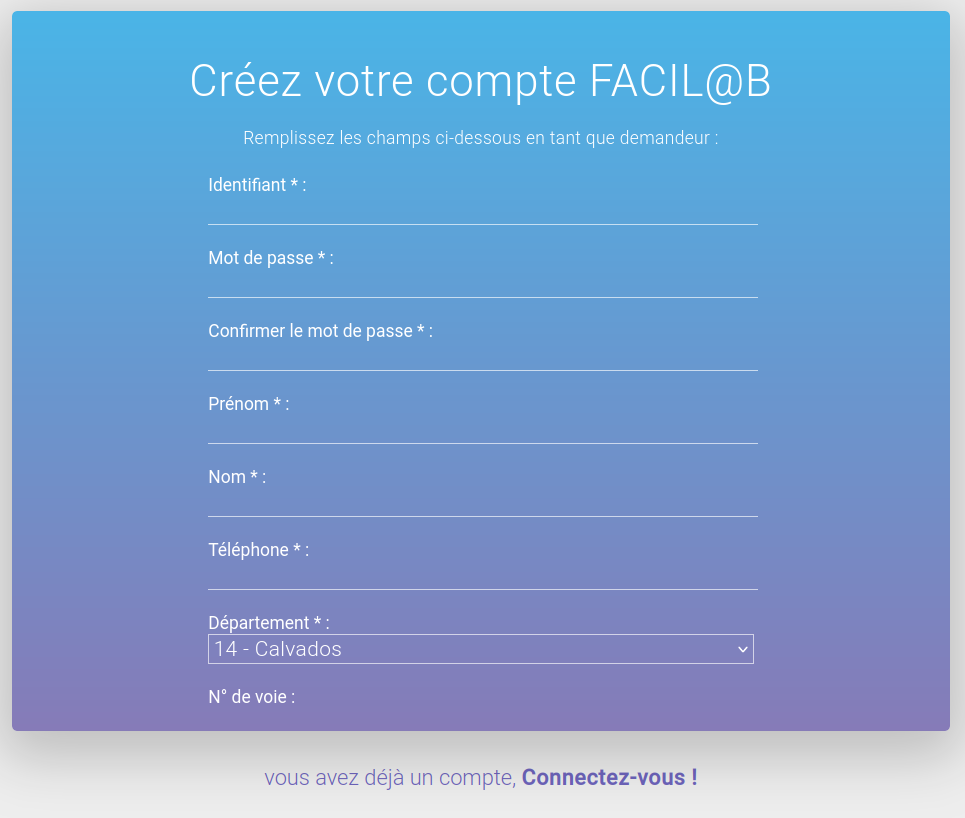 Créez votre compte FACIL@B
Remplissez les champs ci-dessous en tant que demandeur :
Identifiant * :
Mot de passe * :
Confirmer le mot de passe * :
Prénom * :
Nom * :
Téléphone * :
Département * :
14 - Calvados
N° de voie :
vous avez déjà un compte, Connectez-vous !